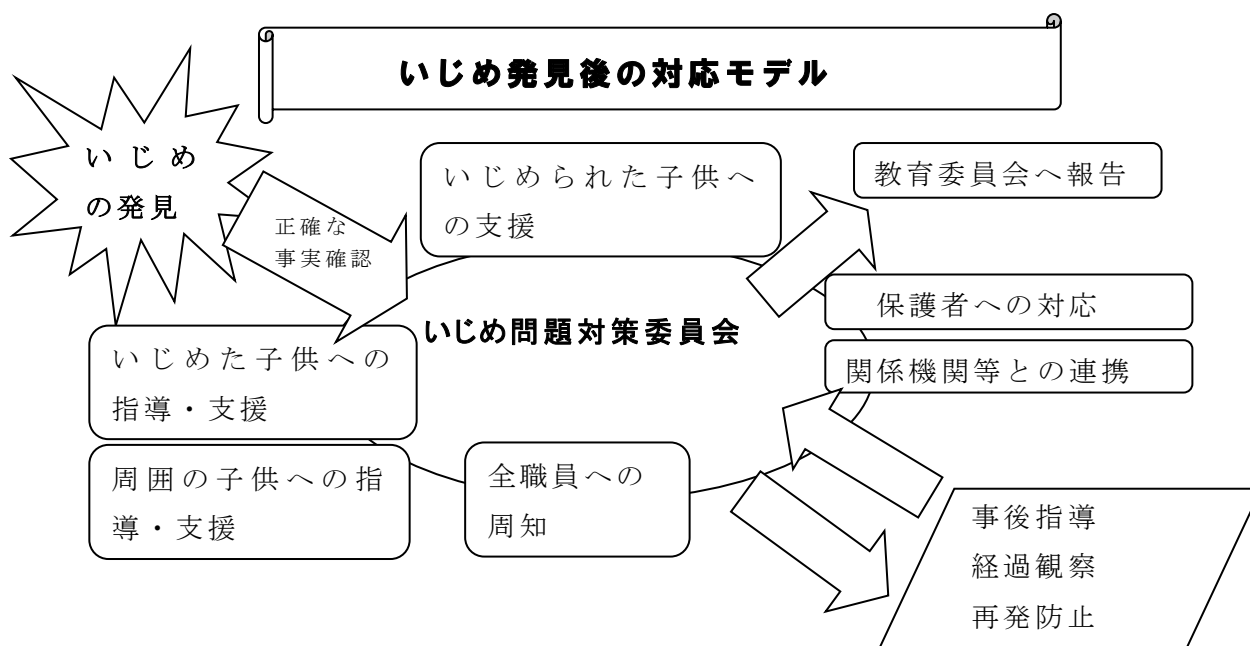 いじめ発見後の対応モデル
いじめ
の発見
正確な
事実確認
いじめられた子供へ
の支援
教育委員会へ報告
保護者への対応
関係機関等との連携
いじめ問題対策委員会
いじめた子供への
指導・支援
周囲の子供への指
導・支援
全職員への
周知
事後指導
経過観察
再発防止